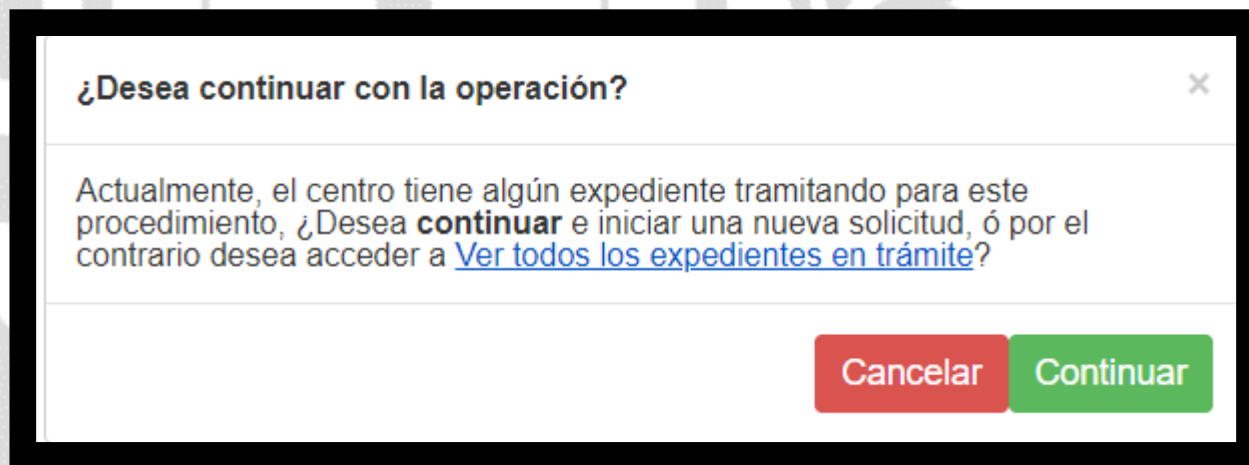 ¿Desea continuar con la operación?
×
Actualmente, el centro tiene algún expediente tramitando para este
procedimiento, ¿Desea continuar e iniciar una nueva solicitud, ó por el
contrario desea acceder a Ver todos los expedientes en trámite?
Cancelar Continuar